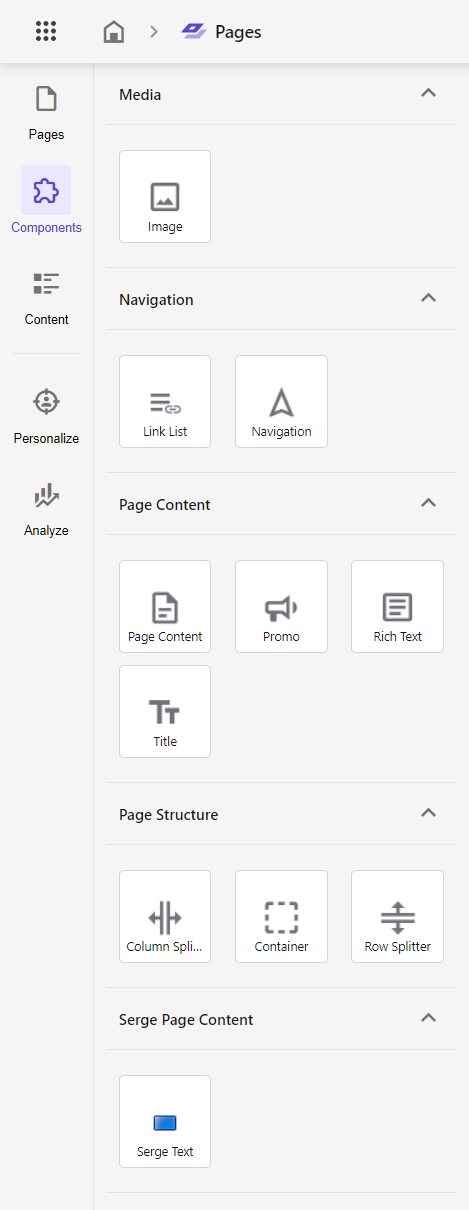 Pages
Pages
Components
Content
Personalize
Analyze
Media
Image
Navigation
Link List
Navigation
Page Content
Page Content
Promo
Rich Text
Title
Page Structure
Column Spli...
Container
Row Splitter
Serge Page Content
Serge Text